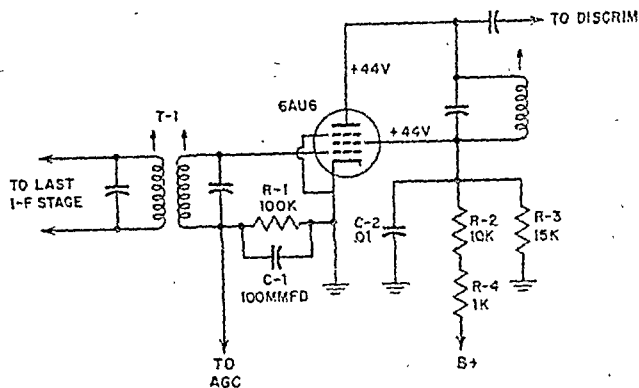 TO DISCRIM
+44V
6AU6
+44V
T-1
TO LAST
I-F STAGE
R-1
100K
C-1
100MMFD
C-2
.01
R-2
10K
R-3
15K
R-4
1K
TO
AGC
B+